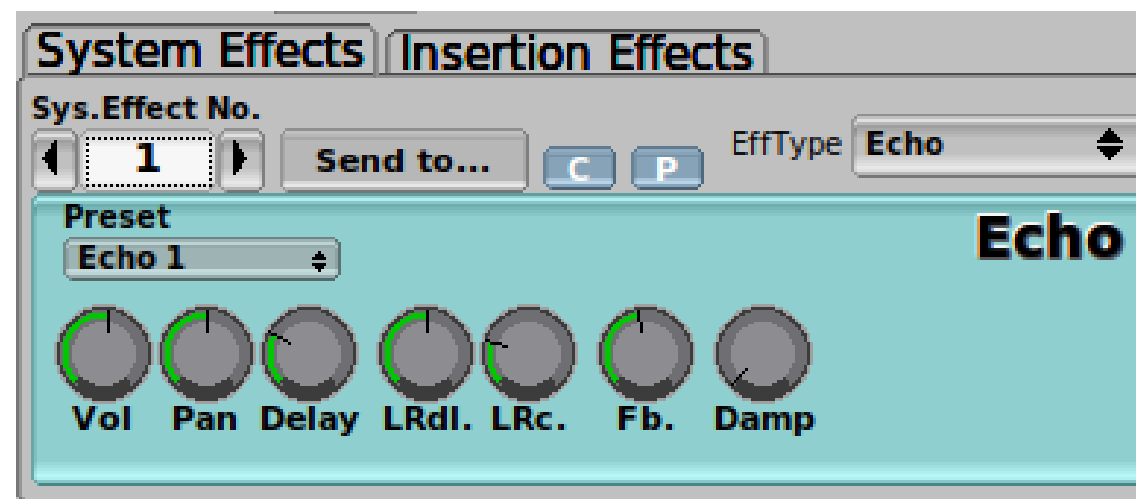 System Effects Insertion Effects
Sys.Effect No.
1 Send to... C P EffType Echo
Preset
Echo 1
Echo
Vol Pan Delay LRdl. LRc. Fb. Damp